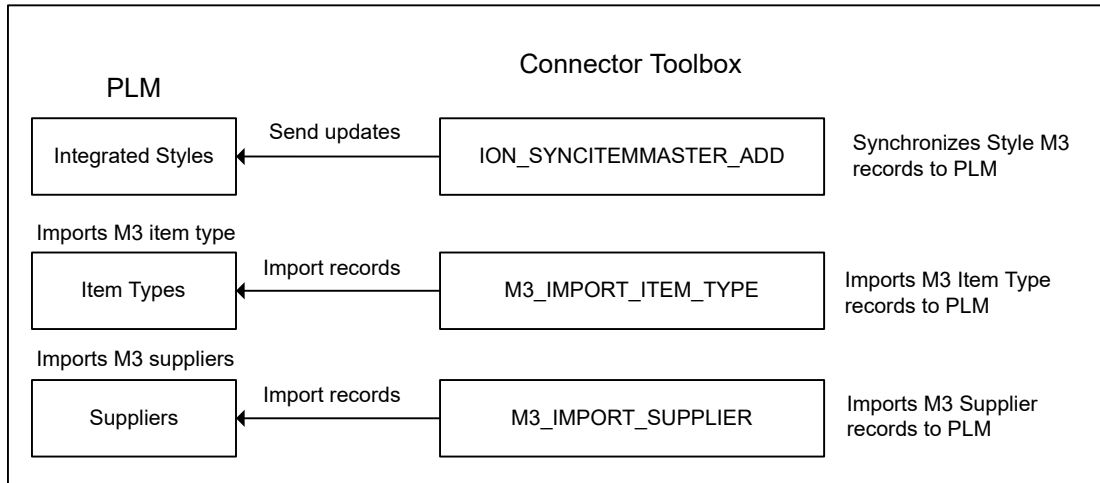 Connector Toolbox
PLM
Integrated Styles
Send updates
ION_SYNCITEMMASTER_ADD
Synchronizes Style M3
records to PLM
Imports M3 item type
Item Types
Import records
M3_IMPORT_ITEM_TYPE
Imports M3 Item Type
records to PLM
Imports M3 suppliers
Suppliers
Import records
M3_IMPORT_SUPPLIER
Imports M3 Supplier
records to PLM